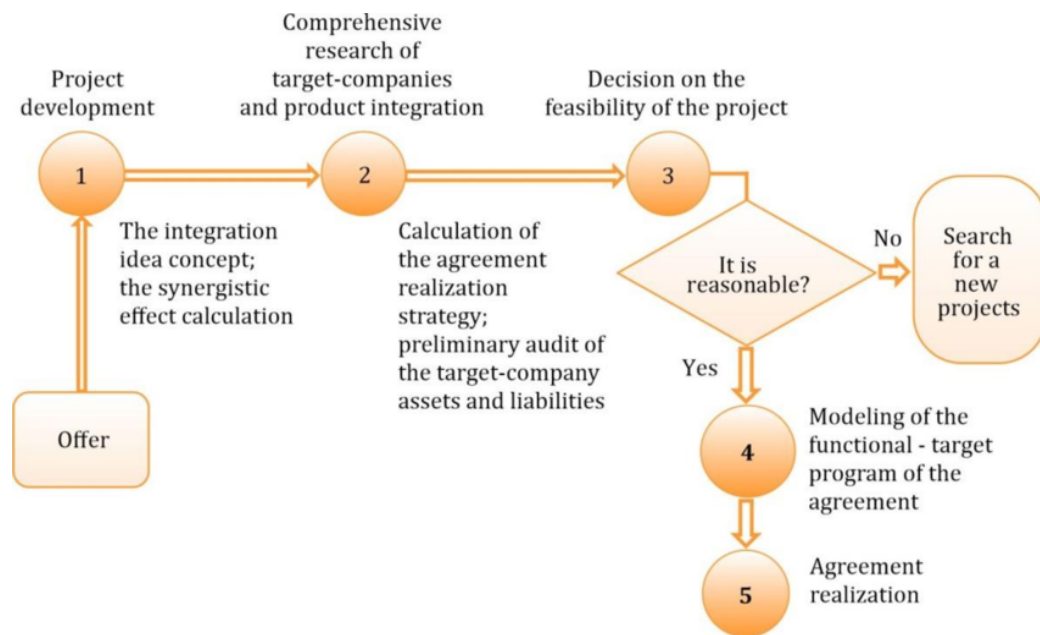 Project
development
1
The integration
idea concept;
the synergistic
effect calculation
Offer
Comprehensive
research of
target-companies
and product integration
2
Calculation of
the agreement
realization
strategy;
preliminary audit of
the target-company
assets and liabilities
Decision on the
feasibility of the project
3
It is
reasonable?
No
Search
for a
new
projects
Yes
4
Modeling of the
functional - target
program of the
agreement
5
Agreement
realization